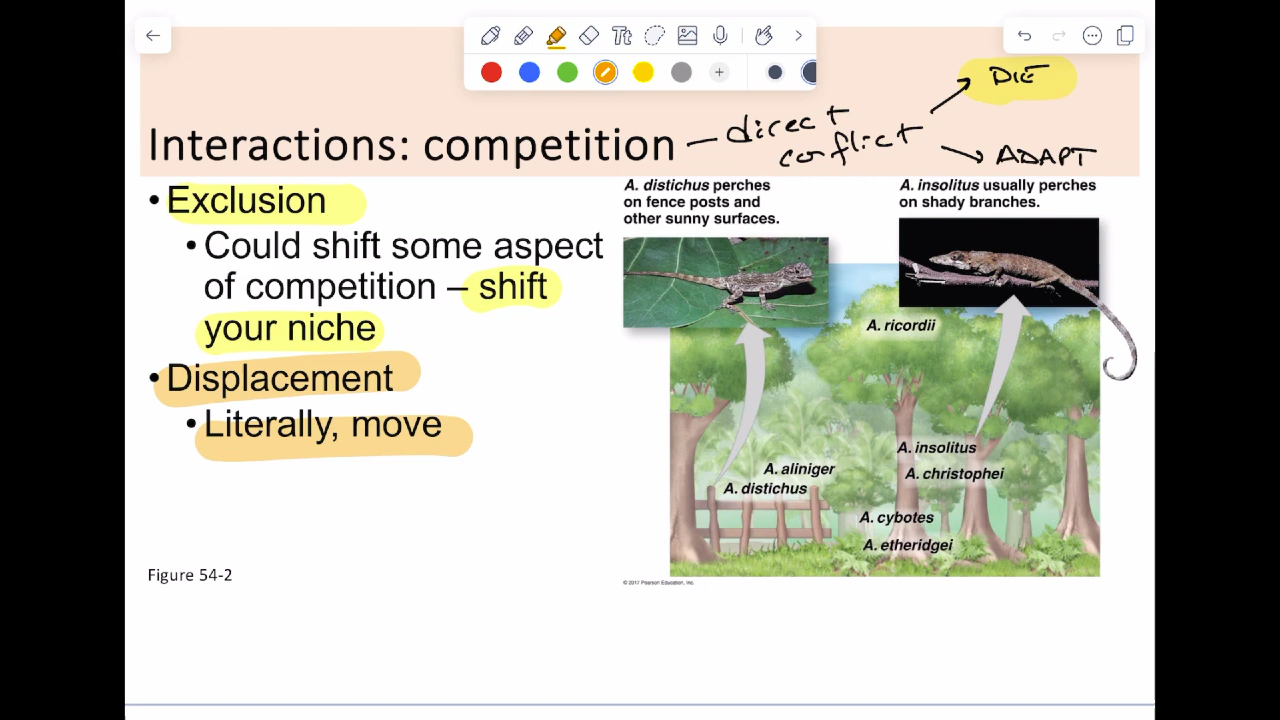 Tt
DIE
Interactions: competition – direct
conflict
ADAPT
• Exclusion
• Could shift some aspect
of competition – shift
your niche
• Displacement
• Literally, move
Figure 54-2
A. distichus perches
on fence posts and
other sunny surfaces.
A. insolitus usually perches
on shady branches.
A. ricordii
A. insolitus
A. aliniger
A. christophei
A. distichus
A. cybotes
A. etheridgei
© 2017 Pearson Education, Inc.